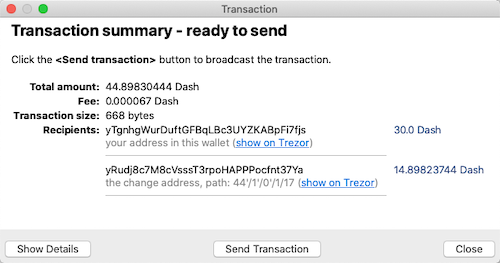 Transaction
Transaction summary - ready to send
Click the <Send transaction> button to broadcast the transaction.
Total amount: 44.89830444 Dash
Fee: 0.000067 Dash
Transaction size: 668 bytes
Recipients: yTgnhgWurDuftGFBqLBc3UYZKABpFi7fjs 30.0 Dash
your address in this wallet (show on Trezor)
yRudj8c7M8cVsssT3rpoHAPPPocfnt37Ya 14.89823744 Dash
the change address, path: 44'/1'/0'/1/17 (show on Trezor)
Show Details Send Transaction Close